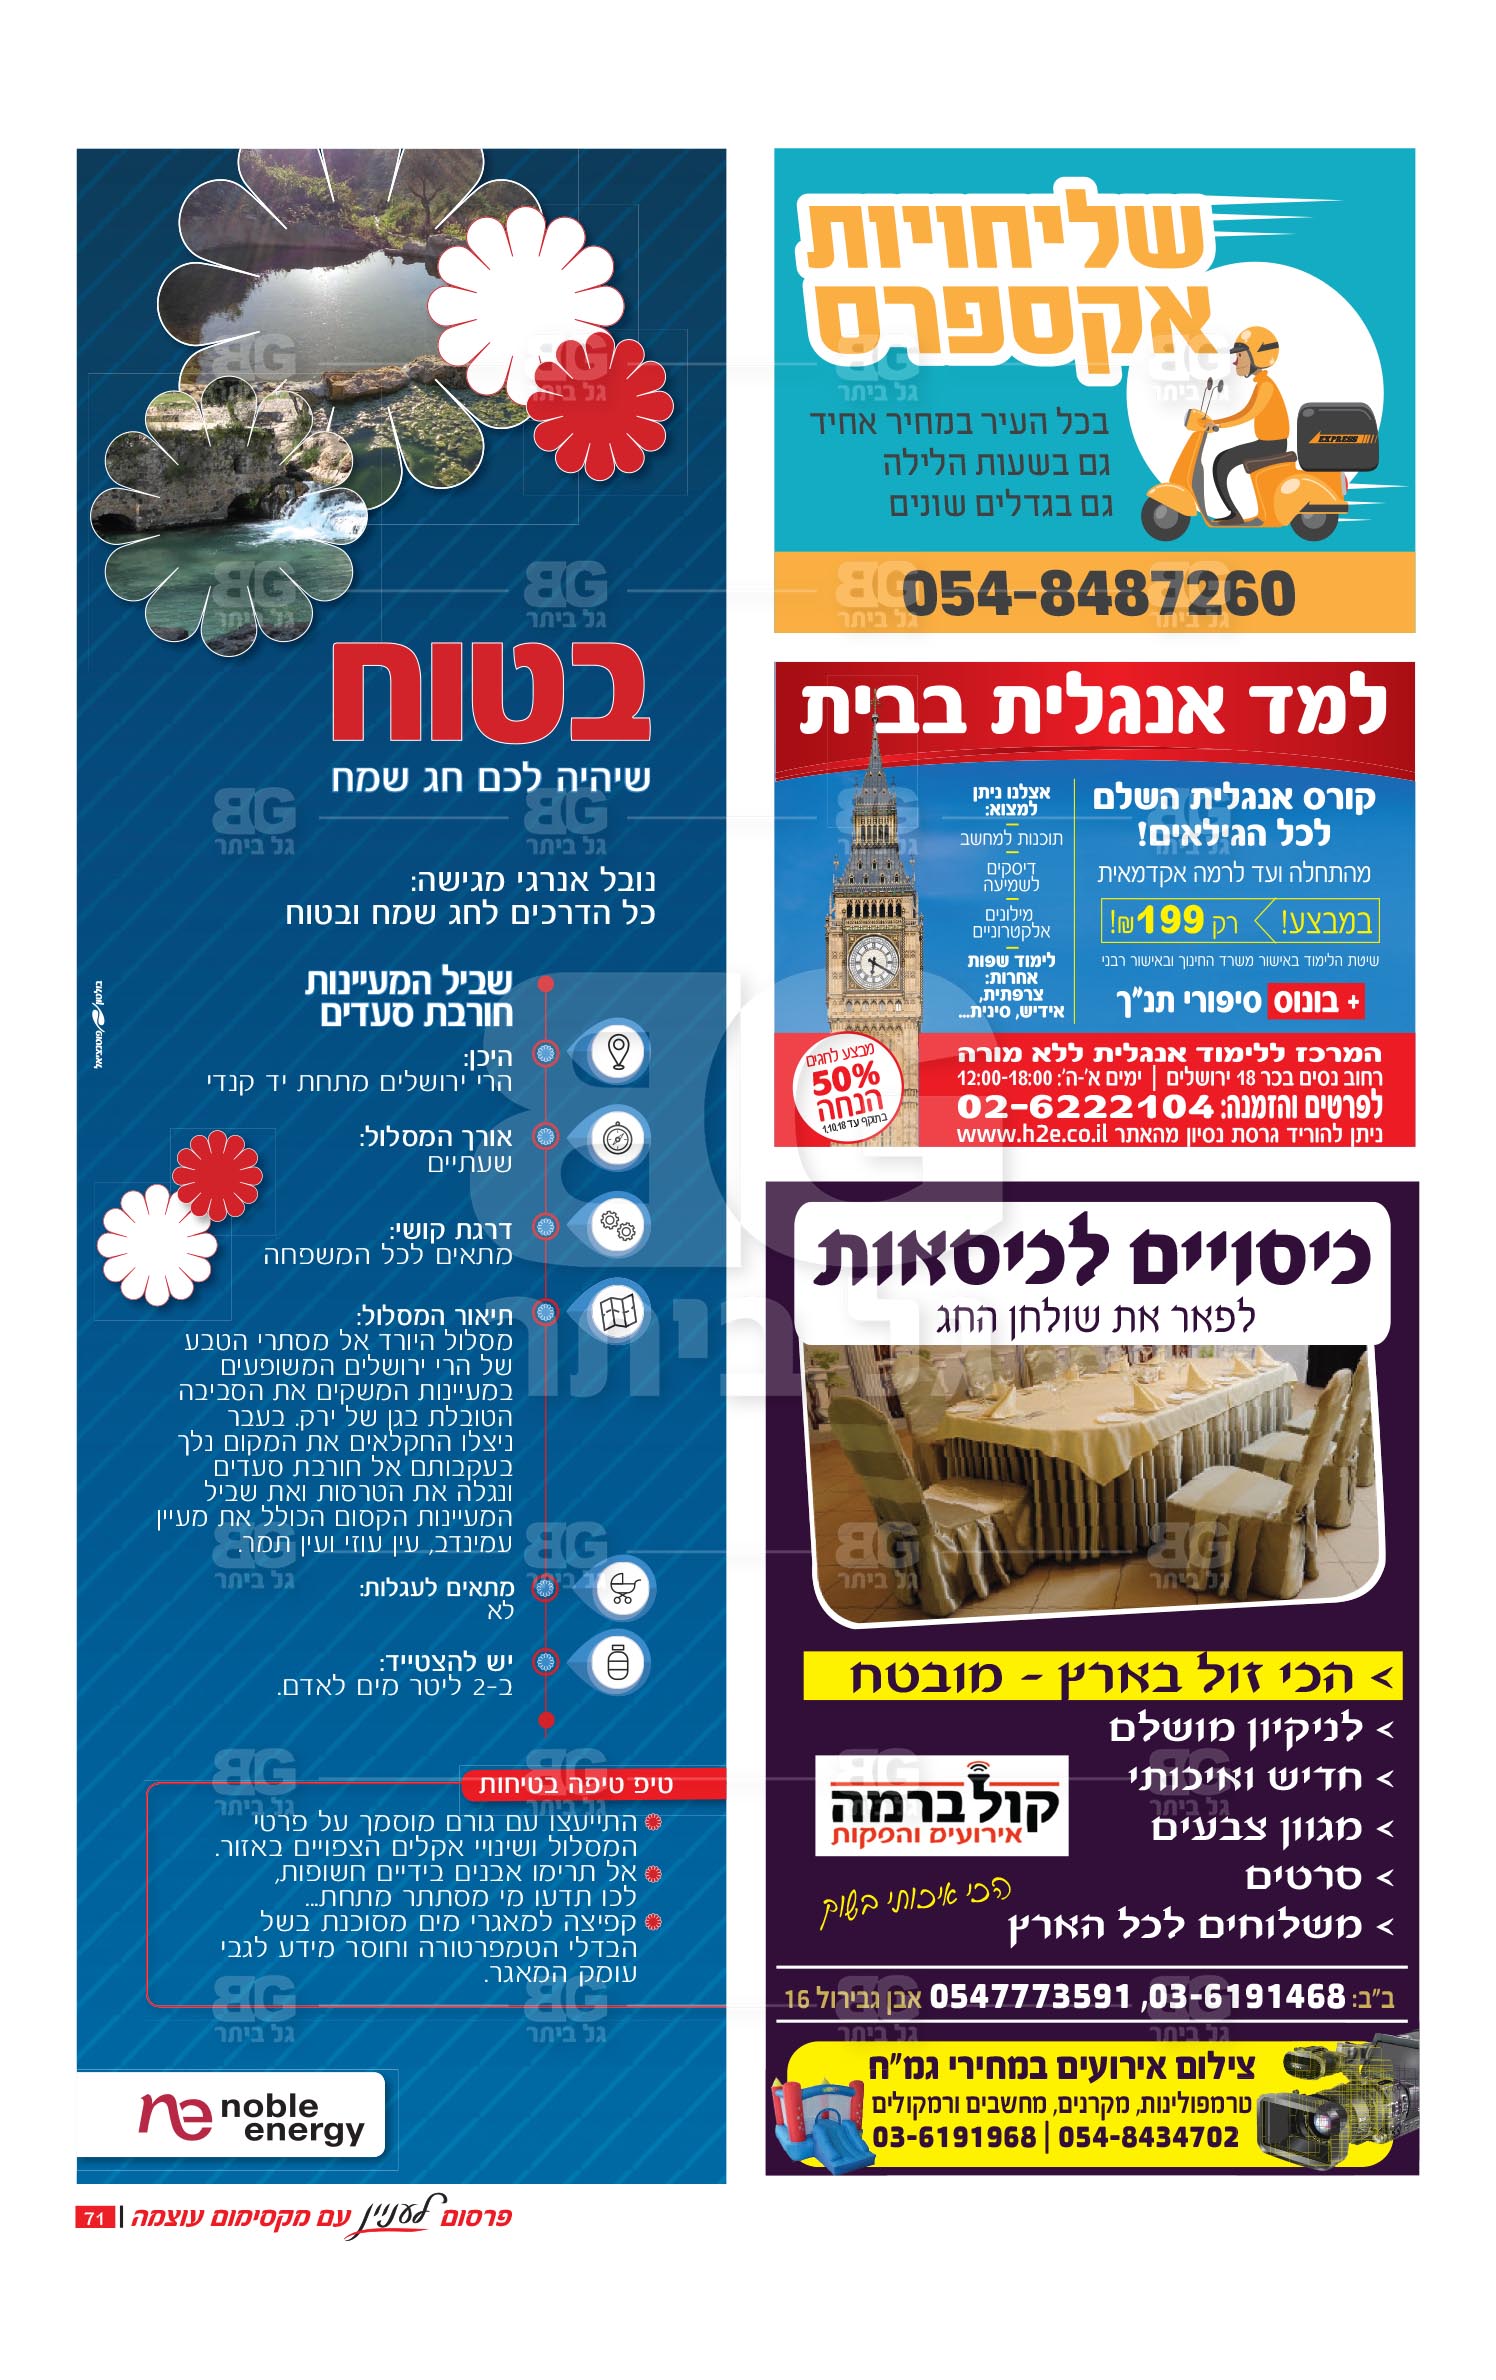 שליחויות
אקספרס
בכל העיר במחיר אחיד
גם בשעות הלילה
גם בגדלים שונים
EXPRESS
054-8487260
למד אנגלית בבית
קורס אנגלית השלם
לכל הגילאים!
מהתחלה ועד לרמה אקדמאית
במבצע! רק 199₪!
שיטת הלימוד באישור משרד החינוך ובאישור רבני
+ בונוס סיפורי תנ"ך
אצלנו ניתן
למצוא:
תוכנות למחשב
דיסקים
לשמיעה
מילונים
אלקטרוניים
לימוד שפות
אחרות:
צרפתית,
אידיש, סינית...
מבצע לחגים
50%
הנחה
בתוקף עד 1.10.18
המרכז ללימוד אנגלית ללא מורה
רחוב נסים בכר 18 ירושלים | ימים א'-ה': 12:00-18:00
לפרטים והזמנה: 02-6222104
ניתן להוריד גרסת נסיון מהאתר www.h2e.co.il
כיסויים לכיסאות
לפאר את שולחן החג
> הכי זול בארץ - מובטח
> לניקיון מושלם
> חדיש ואיכותי
> מגוון צבעים
> סרטים
> משלוחים לכל הארץ
קול ברמה
אירועים והפקות
הכי איכותי בשוק
ב"ב: 03-6191468, 0547773591 אבן גבירול 16
צילום אירועים במחירי גמ"ח
טרמפולינות, מקרנים, מחשבים ורמקולים
03-6191968 | 054-8434702
בטוח
שיהיה לכם חג שמח
נובל אנרגי מגישה:
כל הדרכים לחג שמח ובטוח
שביל המעיינות
חורבת סעדים
היכן:
הרי ירושלים מתחת יד קנדי
אורך המסלול:
שעתיים
דרגת קושי:
מתאים לכל המשפחה
תיאור המסלול:
מסלול היורד אל מסתרי הטבע
של הרי ירושלים המשופעים
במעיינות המשקים את הסביבה
הטובלת בגן של ירק. בעבר
ניצלו החקלאים את המקום נלך
בעקבותם אל חורבת סעדים
ונגלה את הטרסות ואת שביל
המעיינות הקסום הכולל את מעיין
עמינדב, עין עוזי ועין תמר.
מתאים לעגלות:
לא
יש להצטייד:
ב-2 ליטר מים לאדם.
טיפ טיפה בטיחות
התייעצו עם גורם מוסמך על פרטי
המסלול ושינויי אקלים הצפויים באזור.
אל תרימו אבנים בידיים חשופות,
לכו תדעו מי מסתתר מתחת...
קפיצה למאגרי מים מסוכנת בשל
הבדלי הטמפרטורה וחוסר מידע לגבי
עומק המאגר.
noble
energy
בולטון פוטנציאל
BG
גל ביתר
פרסום לעניין עם מקסימום עוצמה | 71